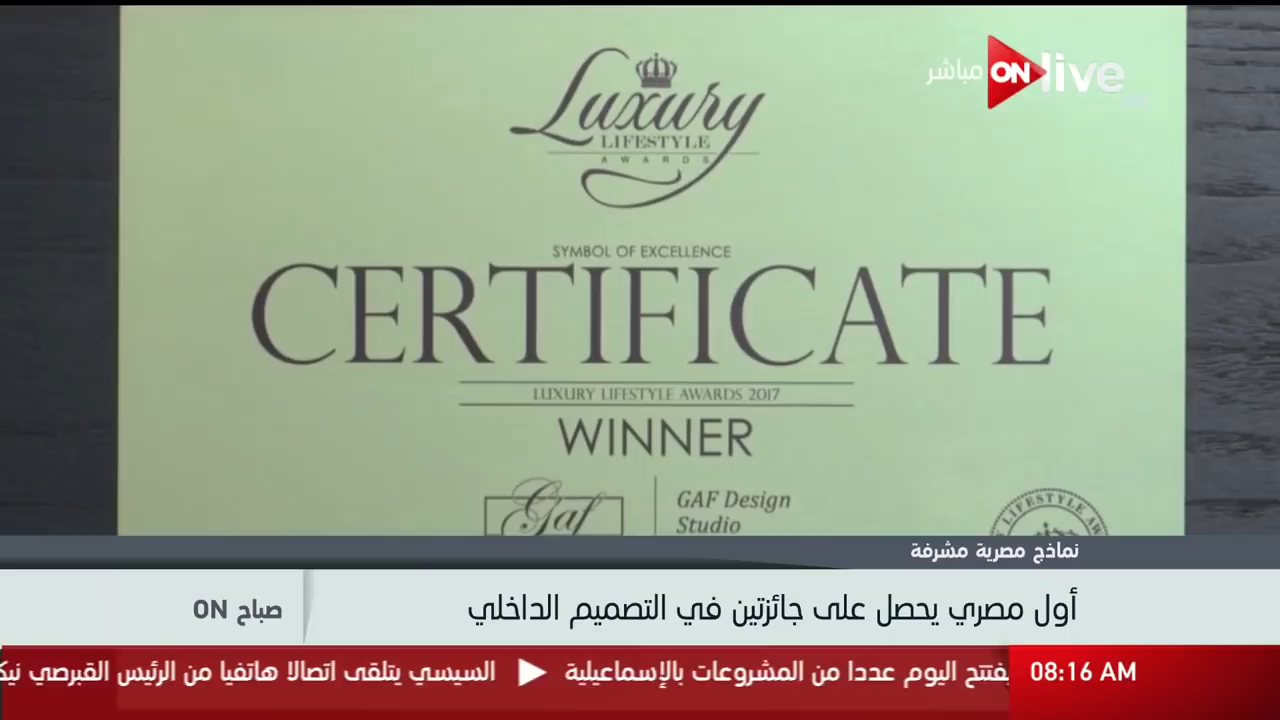 مباشر ON live
Luxury
LIFESTYLE
AWARDS
SYMBOL OF EXCELLENCE
CERTIFICATE
LUXURY LIFESTYLE AWARDS 2017
WINNER
Gaf
GAF Design
Studio
LIFESTYLE
نماذج مصرية مشرفة
أول مصري يحصل على جائزتين في التصميم الداخلي
صباح ON
يفتتح اليوم عددا من المشروعات بالإسماعيلية ◀ السيسي يتلقى اتصالا هاتفيا من الرئيس القبرصي
08:16 AM